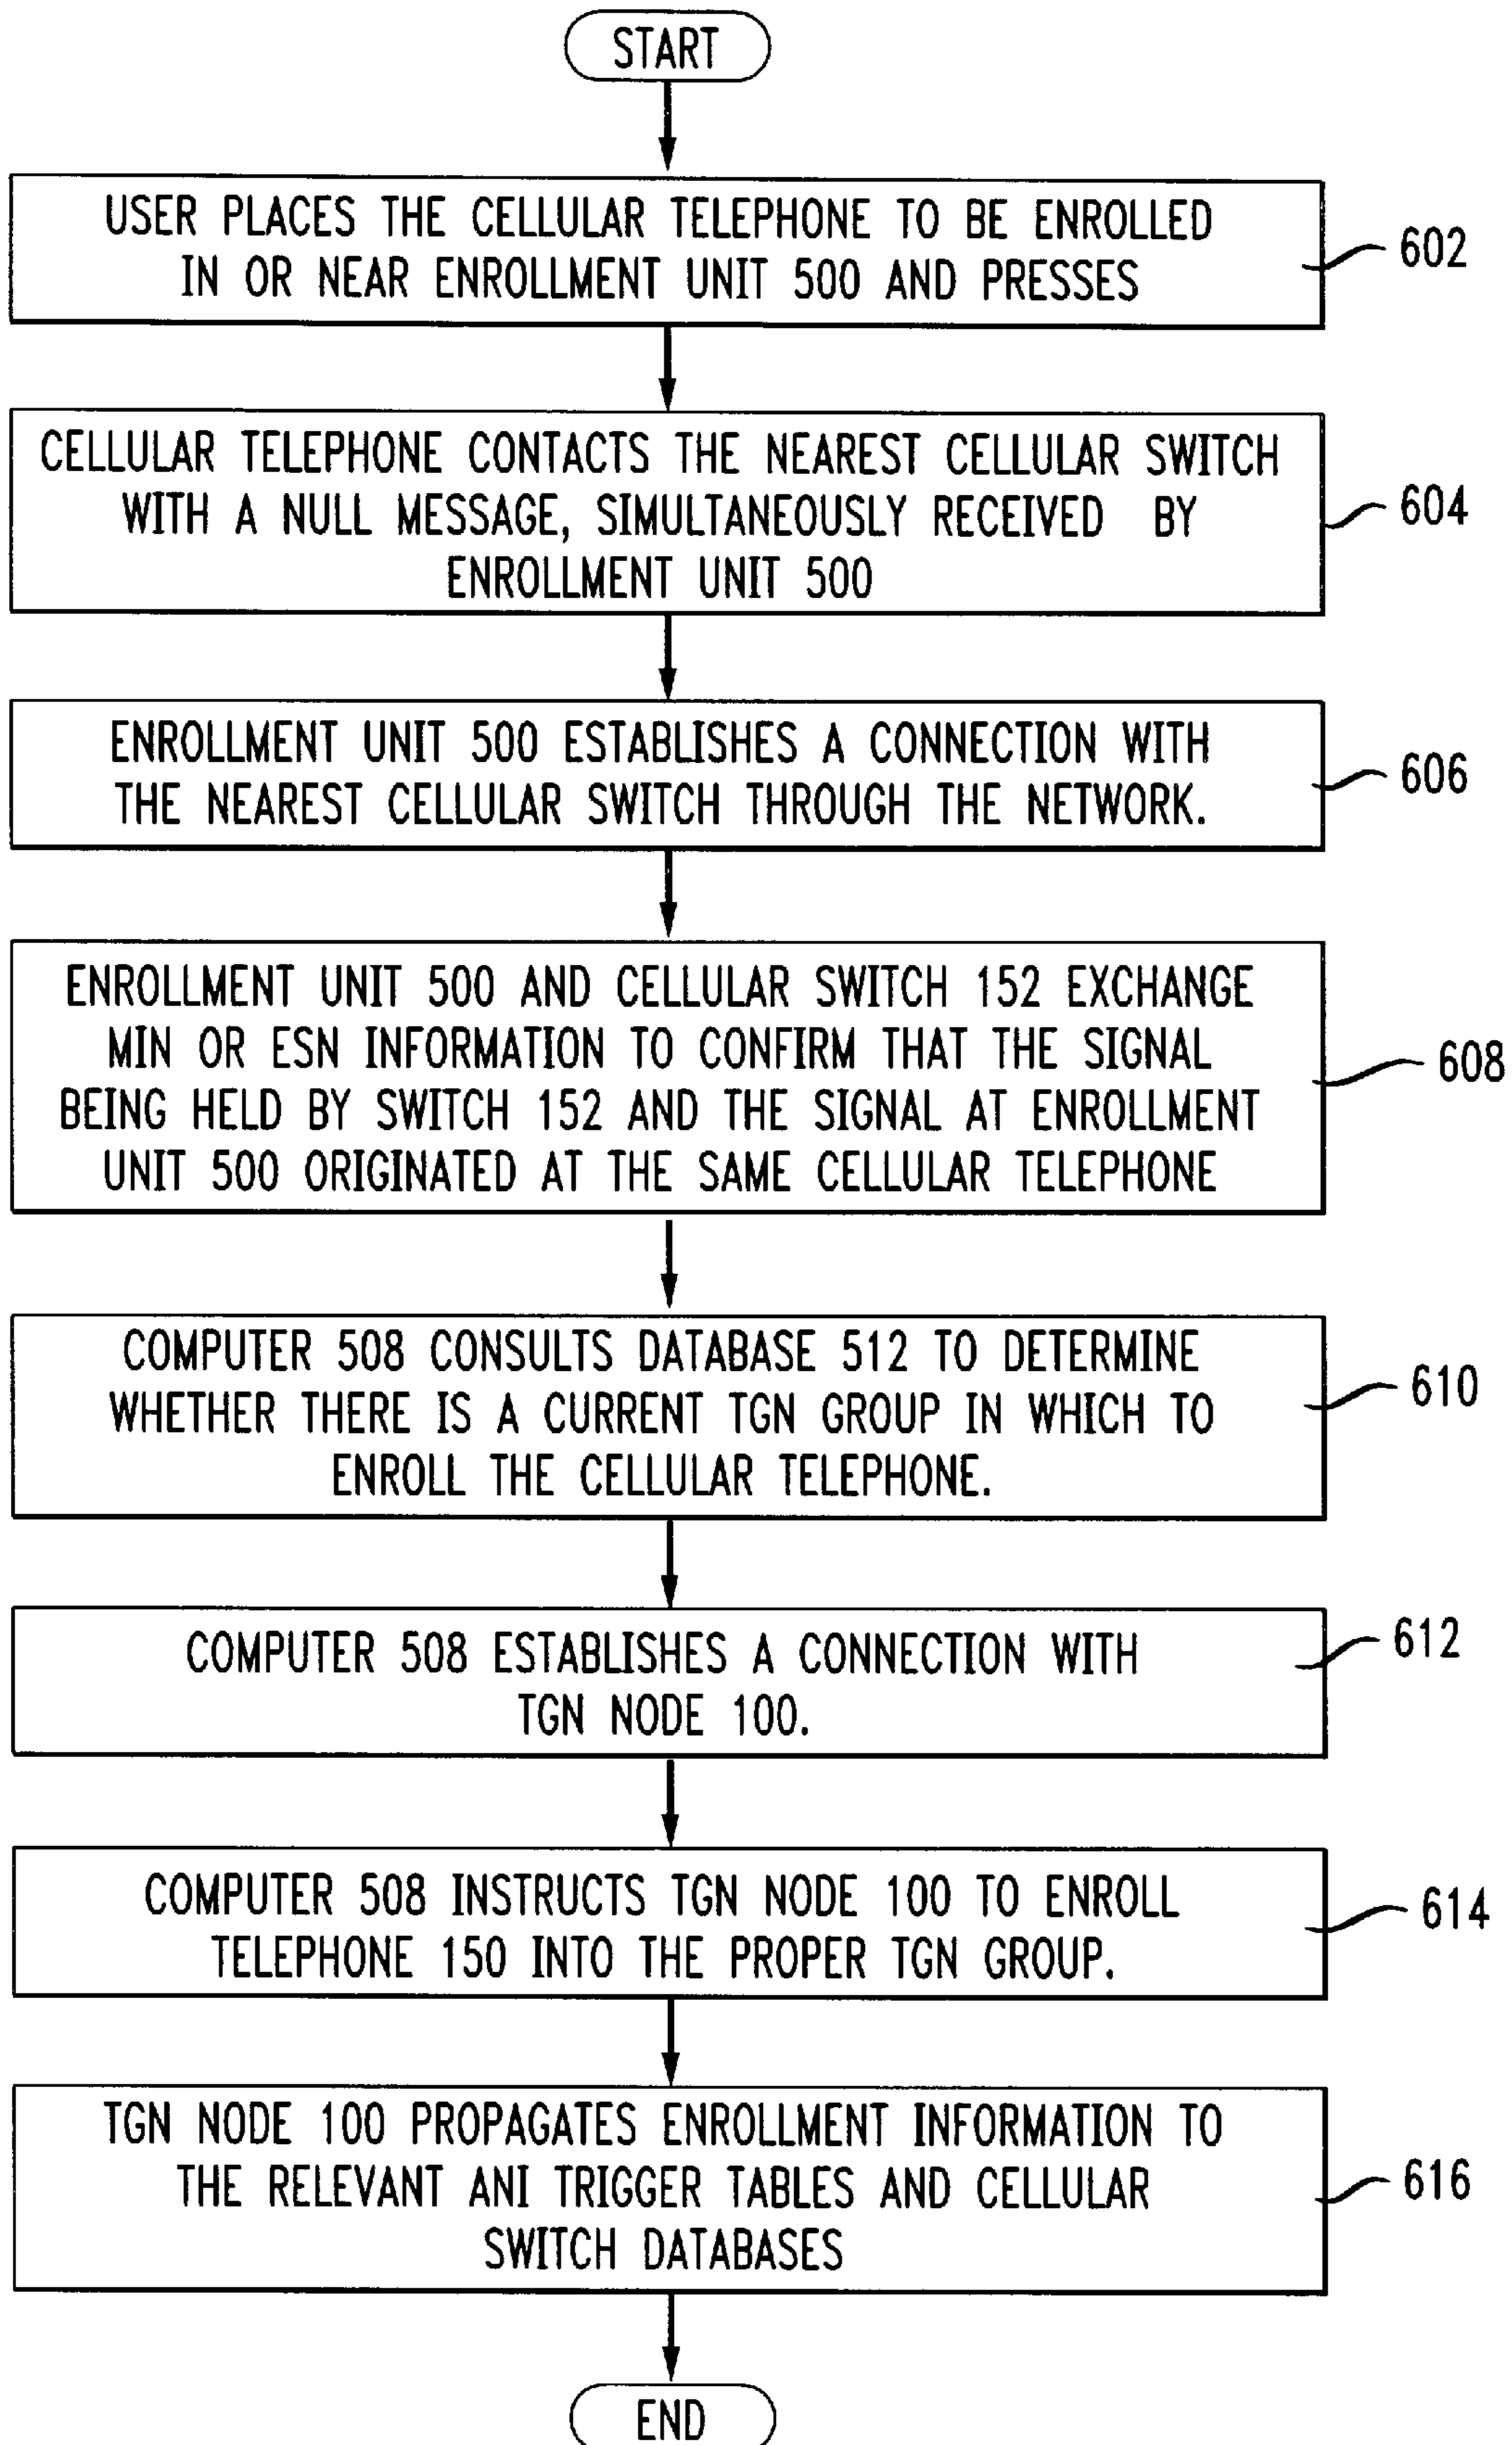 START
USER PLACES THE CELLULAR TELEPHONE TO BE ENROLLED
IN OR NEAR ENROLLMENT UNIT 500 AND PRESSES
602
CELLULAR TELEPHONE CONTACTS THE NEAREST CELLULAR SWITCH
WITH A NULL MESSAGE, SIMULTANEOUSLY RECEIVED BY
ENROLLMENT UNIT 500
604
ENROLLMENT UNIT 500 ESTABLISHES A CONNECTION WITH
THE NEAREST CELLULAR SWITCH THROUGH THE NETWORK.
606
ENROLLMENT UNIT 500 AND CELLULAR SWITCH 152 EXCHANGE
MIN OR ESN INFORMATION TO CONFIRM THAT THE SIGNAL
BEING HELD BY SWITCH 152 AND THE SIGNAL AT ENROLLMENT
UNIT 500 ORIGINATED AT THE SAME CELLULAR TELEPHONE
608
COMPUTER 508 CONSULTS DATABASE 512 TO DETERMINE
WHETHER THERE IS A CURRENT TGN GROUP IN WHICH TO
ENROLL THE CELLULAR TELEPHONE.
610
COMPUTER 508 ESTABLISHES A CONNECTION WITH
TGN NODE 100.
612
COMPUTER 508 INSTRUCTS TGN NODE 100 TO ENROLL
TELEPHONE 150 INTO THE PROPER TGN GROUP.
614
TGN NODE 100 PROPAGATES ENROLLMENT INFORMATION TO
THE RELEVANT ANI TRIGGER TABLES AND CELLULAR
SWITCH DATABASES
616
END